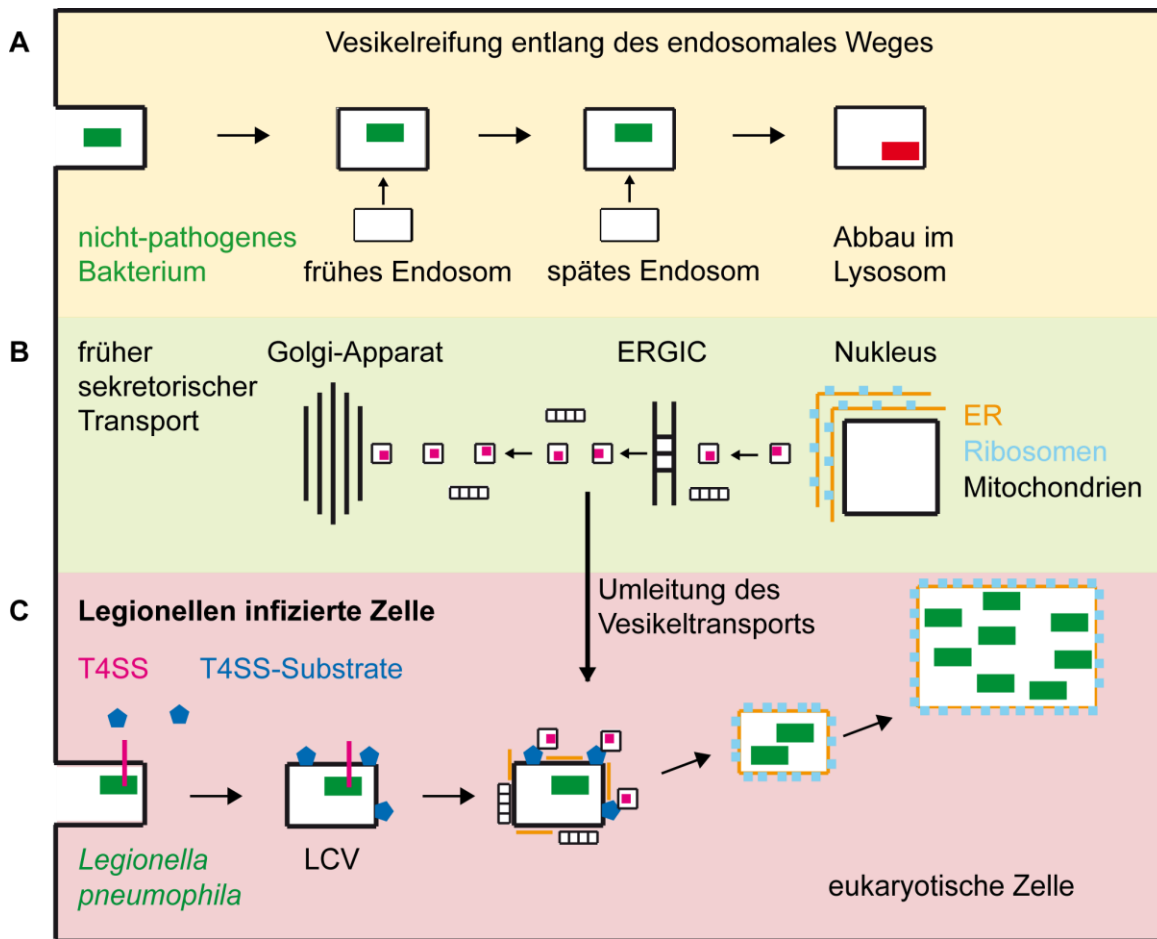 A
Vesikelreifung entlang des endosomales Weges
nicht-pathogenes
Bakterium
frühes Endosom
spätes Endosom
Abbau im
Lysosom
B
früher
sekretorischer
Transport
Golgi-Apparat
ERGIC
Nukleus
ER
Ribosomen
Mitochondrien
C
Legionellen infizierte Zelle
Umleitung des
Vesikeltransports
T4SS
T4SS-Substrate
Legionella
pneumophila
LCV
eukaryotische Zelle